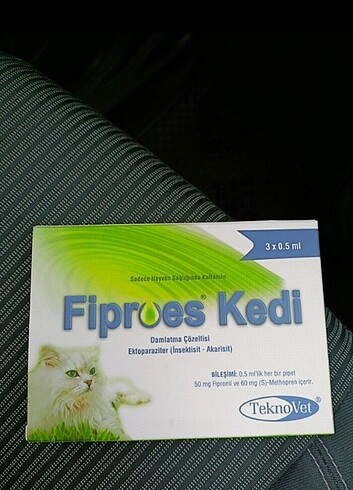 3 x 0.5 ml
Sadece Hayvan Sağlığında Kullanılır
Fiproes® Kedi
Damlatma Çözeltisi
Ektoparaziter (İnsektisit - Akarisit)
BİLEŞİMİ: 0.5 ml'lik her bir pipet
50 mg Fipronil ve 60 mg (S)-Methopren içerir.
TeknoVet®